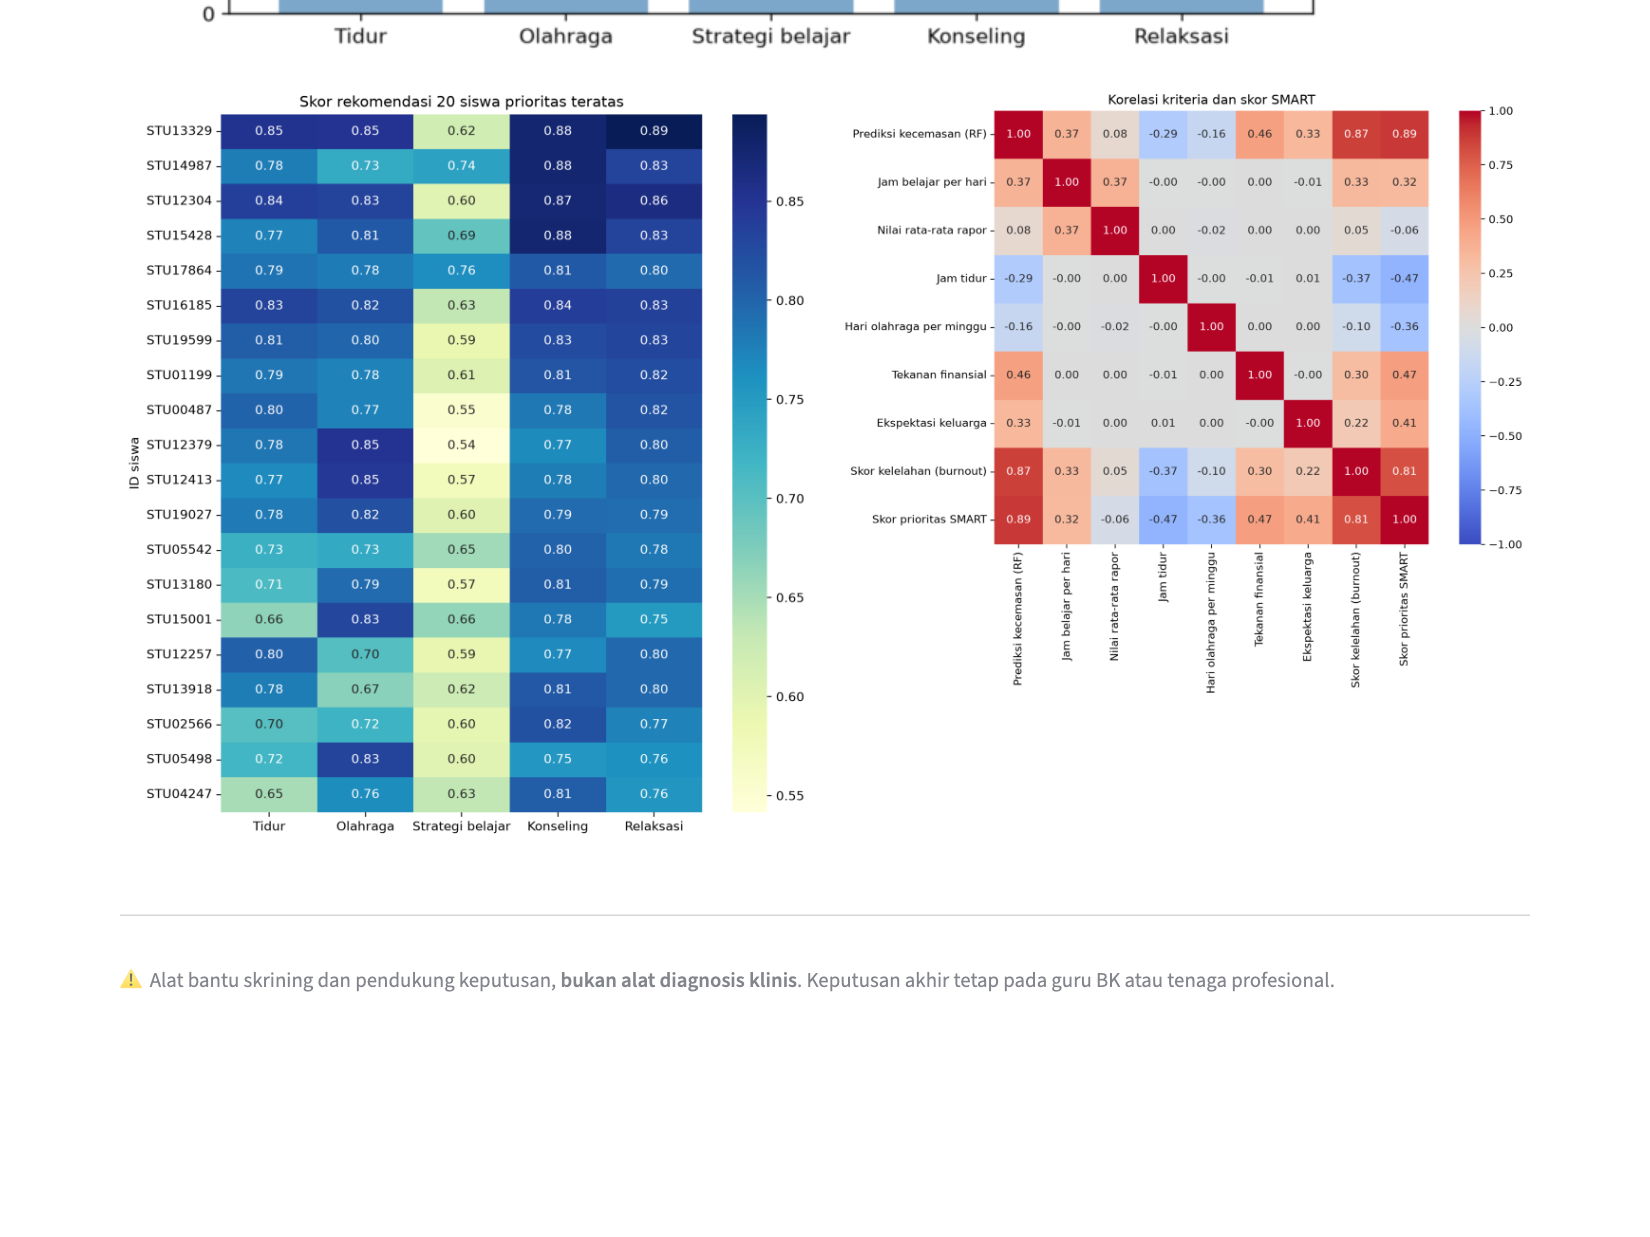 0
Tidur Olahraga Strategi belajar Konseling Relaksasi
Skor rekomendasi 20 siswa prioritas teratas
ID siswa
STU13329 0.85 0.85 0.62 0.88 0.89
STU14987 0.78 0.73 0.74 0.88 0.83
STU12304 0.84 0.83 0.60 0.87 0.86
STU15428 0.77 0.81 0.69 0.88 0.83
STU17864 0.79 0.78 0.76 0.81 0.80
STU16185 0.83 0.82 0.63 0.84 0.83
STU19599 0.81 0.80 0.59 0.83 0.83
STU01199 0.79 0.78 0.61 0.81 0.82
STU00487 0.80 0.77 0.55 0.78 0.82
STU12379 0.78 0.85 0.54 0.77 0.80
STU12413 0.77 0.85 0.57 0.78 0.80
STU19027 0.78 0.82 0.60 0.79 0.79
STU05542 0.73 0.73 0.65 0.80 0.78
STU13180 0.71 0.79 0.57 0.81 0.79
STU15001 0.66 0.83 0.66 0.78 0.75
STU12257 0.80 0.70 0.59 0.77 0.80
STU13918 0.78 0.67 0.62 0.81 0.80
STU02566 0.70 0.72 0.60 0.82 0.77
STU05498 0.72 0.83 0.60 0.75 0.76
STU04247 0.65 0.76 0.63 0.81 0.76
Tidur Olahraga Strategi belajar Konseling Relaksasi
0.85
0.80
0.75
0.70
0.65
0.60
0.55
Korelasi kriteria dan skor SMART
Prediksi kecemasan (RF) 1.00 0.37 0.08 -0.29 -0.16 0.46 0.33 0.87 0.89
Jam belajar per hari 0.37 1.00 0.37 -0.00 -0.00 0.00 -0.01 0.33 0.32
Nilai rata-rata rapor 0.08 0.37 1.00 0.00 -0.02 0.00 0.00 0.05 -0.06
Jam tidur -0.29 -0.00 0.00 1.00 -0.00 -0.01 0.01 -0.37 -0.47
Hari olahraga per minggu -0.16 -0.00 -0.02 -0.00 1.00 0.00 0.00 -0.10 -0.36
Tekanan finansial 0.46 0.00 0.00 -0.01 0.00 1.00 -0.00 0.30 0.47
Ekspektasi keluarga 0.33 -0.01 0.00 0.01 0.00 -0.00 1.00 0.22 0.41
Skor kelelahan (burnout) 0.87 0.33 0.05 -0.37 -0.10 0.30 0.22 1.00 0.81
Skor prioritas SMART 0.89 0.32 -0.06 -0.47 -0.36 0.47 0.41 0.81 1.00
Prediksi kecemasan (RF)
Jam belajar per hari
Nilai rata-rata rapor
Jam tidur
Hari olahraga per minggu
Tekanan finansial
Ekspektasi keluarga
Skor kelelahan (burnout)
Skor prioritas SMART
1.00
0.75
0.50
0.25
0.00
−0.25
−0.50
−0.75
−1.00
⚠️ Alat bantu skrining dan pendukung keputusan, bukan alat diagnosis klinis. Keputusan akhir tetap pada guru BK atau tenaga profesional.